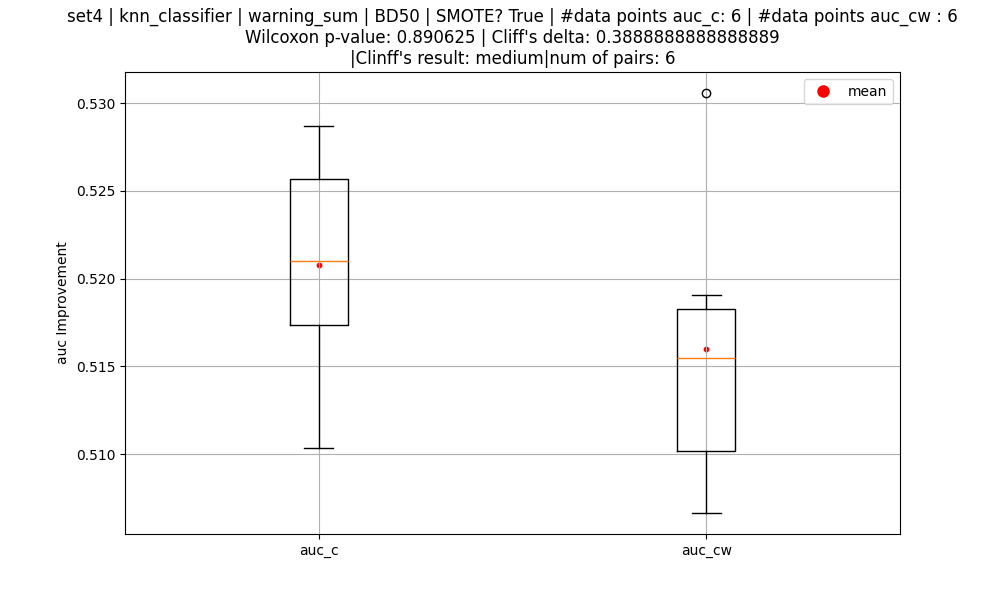 set4 | knn_classifier | warning_sum | BD50 | SMOTE? True | #data points auc_c: 6 | #data points auc_cw : 6
Wilcoxon p-value: 0.890625 | Cliff's delta: 0.3888888888888889
|Clinff's result: medium|num of pairs: 6
mean
0.530
0.525
0.520
0.515
0.510
auc Improvement
auc_c
auc_cw